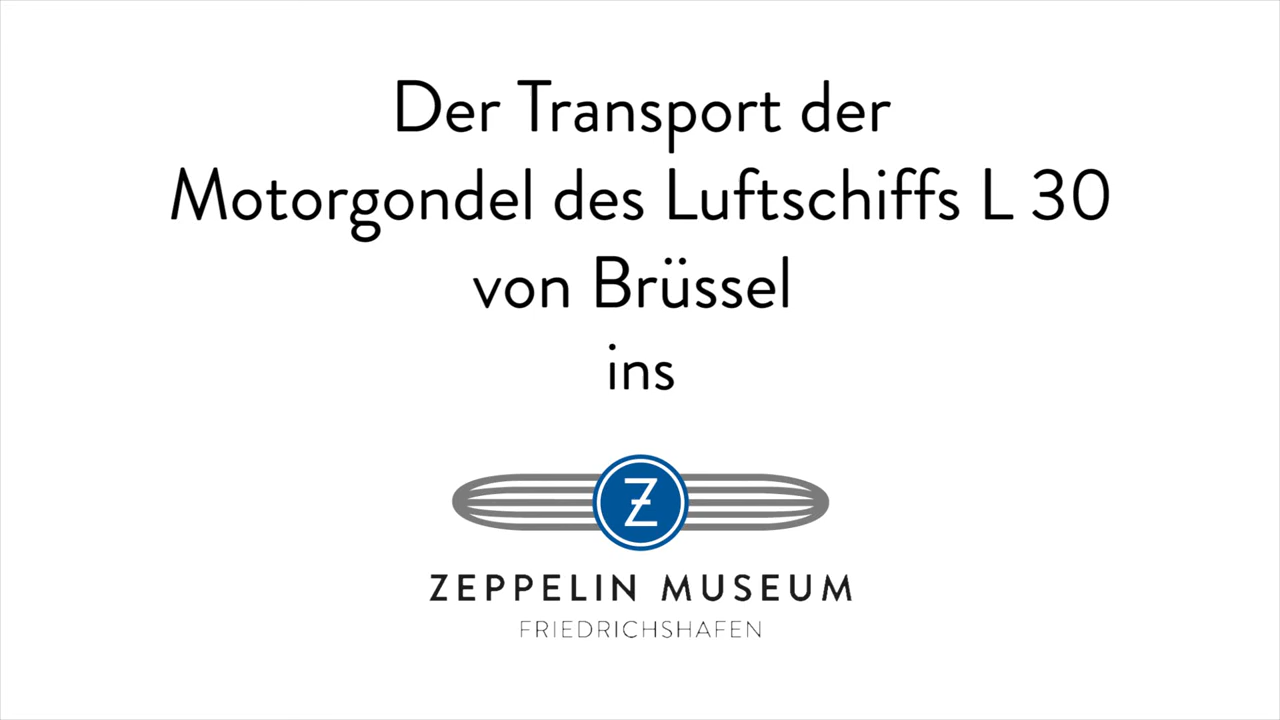 Der Transport der
Motorgondel des Luftschiffs L 30
von Brüssel
ins
Z
ZEPPELIN MUSEUM
FRIEDRICHSHAFEN